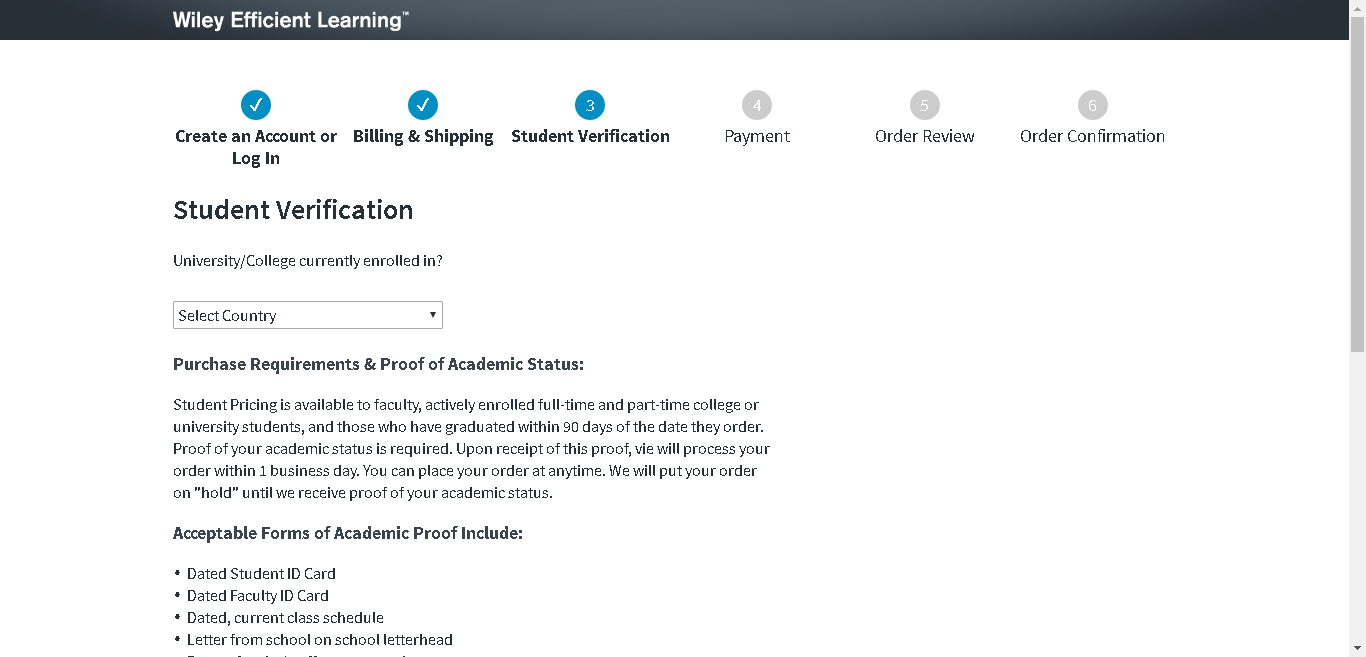 Wiley Efficient Learning™
✓ ✓ 3 4 5 6
Create an Account or Billing & Shipping Student Verification Payment Order Review Order Confirmation
Log In
Student Verification
University/College currently enrolled in?
Select Country
Purchase Requirements & Proof of Academic Status:
Student Pricing is available to faculty, actively enrolled full-time and part-time college or
university students, and those who have graduated within 90 days of the date they order.
Proof of your academic status is required. Upon receipt of this proof, vie will process your
order within 1 business day. You can place your order at anytime. We will put your order
on "hold" until we receive proof of your academic status.
Acceptable Forms of Academic Proof Include:
• Dated Student ID Card
• Dated Faculty ID Card
• Dated, current class schedule
• Letter from school on school letterhead